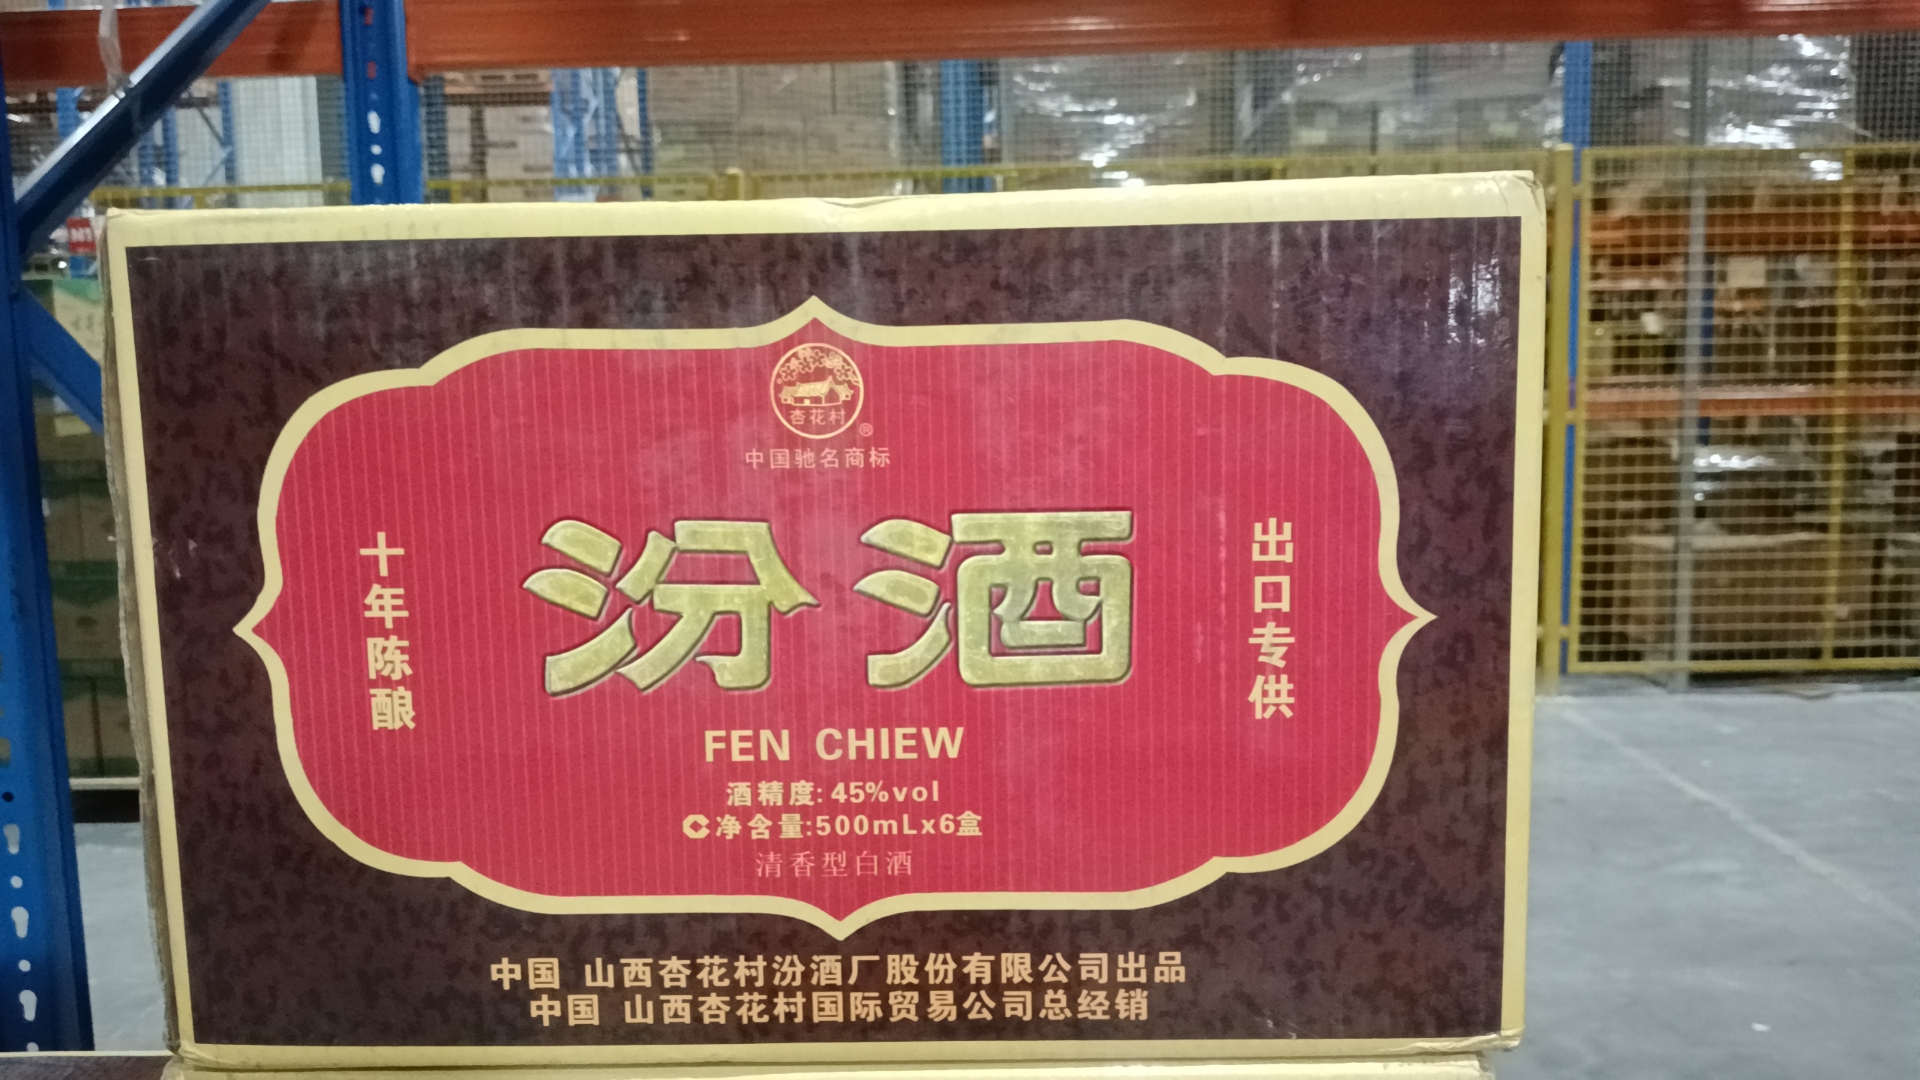 杏花村
®
中国驰名商标
十年陈酿
汾酒
出口专供
FEN CHIEW
酒精度:45%vol
净含量:500mLx6盒
清香型白酒
中国 山西杏花村汾酒厂股份有限公司出品
中国 山西杏花村国际贸易公司总经销